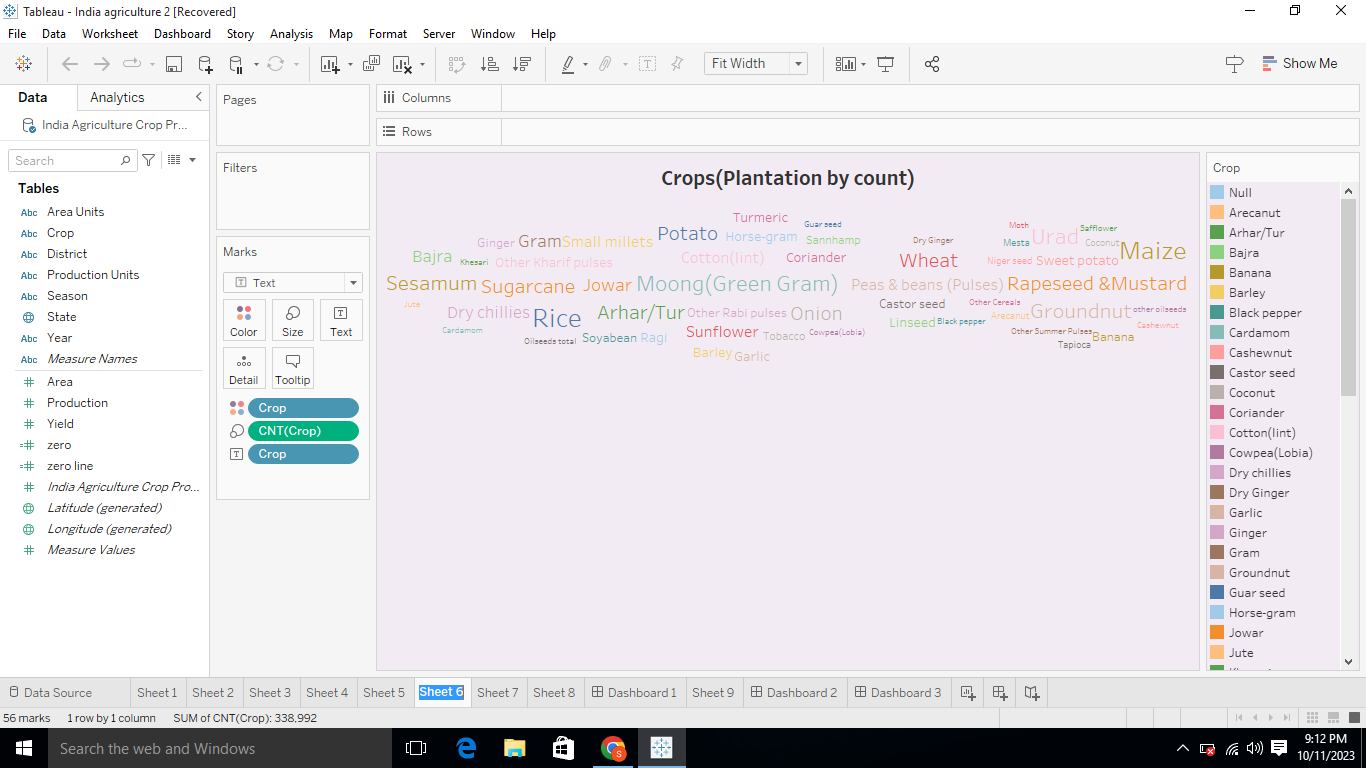 Tableau - India agriculture 2 [Recovered]
File Data Worksheet Dashboard Story Analysis Map Format Server Window Help
Fit Width
Show Me
Data Analytics
India Agriculture Crop Pr...
Search
Tables
Abc Area Units
Abc Crop
Abc District
Abc Production Units
Abc Season
State
Abc Year
Abc Measure Names
Area
Production
Yield
zero
zero line
India Agriculture Crop Pro...
Latitude (generated)
Longitude (generated)
Measure Values
Pages
Filters
Marks
Text
Color Size Text
Detail Tooltip
Crop
CNT(Crop)
Crop
Columns
Rows
Crops(Plantation by count)
Turmeric Guar seed Moth Safflower
Ginger Gram Small millets Potato Horse-gram Sannhamp Dry Ginger Mesta Urad Coconut
Bajra Khesari Other Kharif pulses Cotton(lint) Coriander Wheat Niger seed Sweet potato Maize
Sesamum Sugarcane Jowar Moong(Green Gram) Peas & beans (Pulses) Rapeseed &Mustard
Jute Dry chillies Rice Arhar/Tur Other Rabi pulses Onion Castor seed Other Cereals Groundnut other oilseeds
Cardamom Linseed Black pepper Arecanut Cashewnut
Oilseeds total Soyabean Ragi Sunflower Tobacco Cowpea(Lobia) Other Summer Pulses Banana
Tapioca
Barley Garlic
Crop
Null
Arecanut
Arhar/Tur
Bajra
Banana
Barley
Black pepper
Cardamom
Cashewnut
Castor seed
Coconut
Coriander
Cotton(lint)
Cowpea(Lobia)
Dry chillies
Dry Ginger
Garlic
Ginger
Gram
Groundnut
Guar seed
Horse-gram
Jowar
Jute
Data Source Sheet 1 Sheet 2 Sheet 3 Sheet 4 Sheet 5 Sheet 6 Sheet 7 Sheet 8 Dashboard 1 Sheet 9 Dashboard 2 Dashboard 3
56 marks 1 row by 1 column SUM of CNT(Crop): 338,992
Search the web and Windows
9:12 PM
10/11/2023